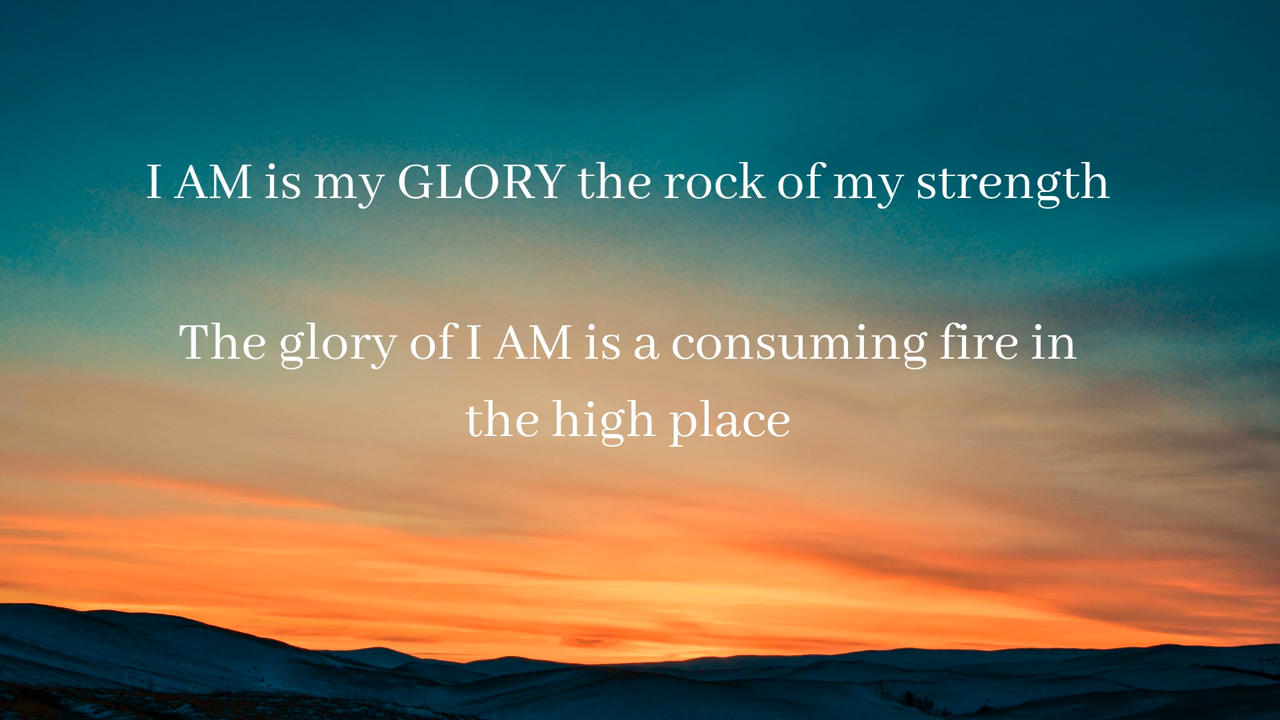 I AM is my GLORY the rock of my strength
The glory of I AM is a consuming fire in
the high place